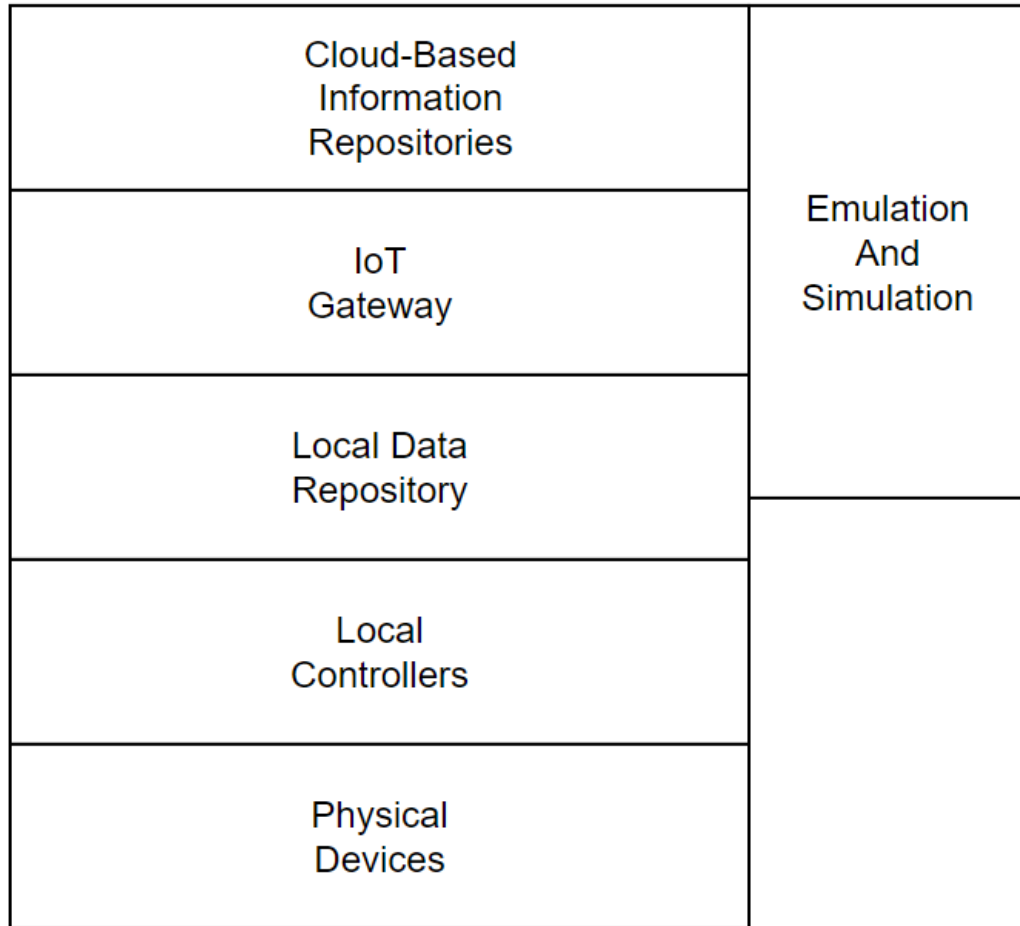 Cloud-Based
Information
Repositories
Emulation
And
Simulation
IoT
Gateway
Local Data
Repository
Local
Controllers
Physical
Devices